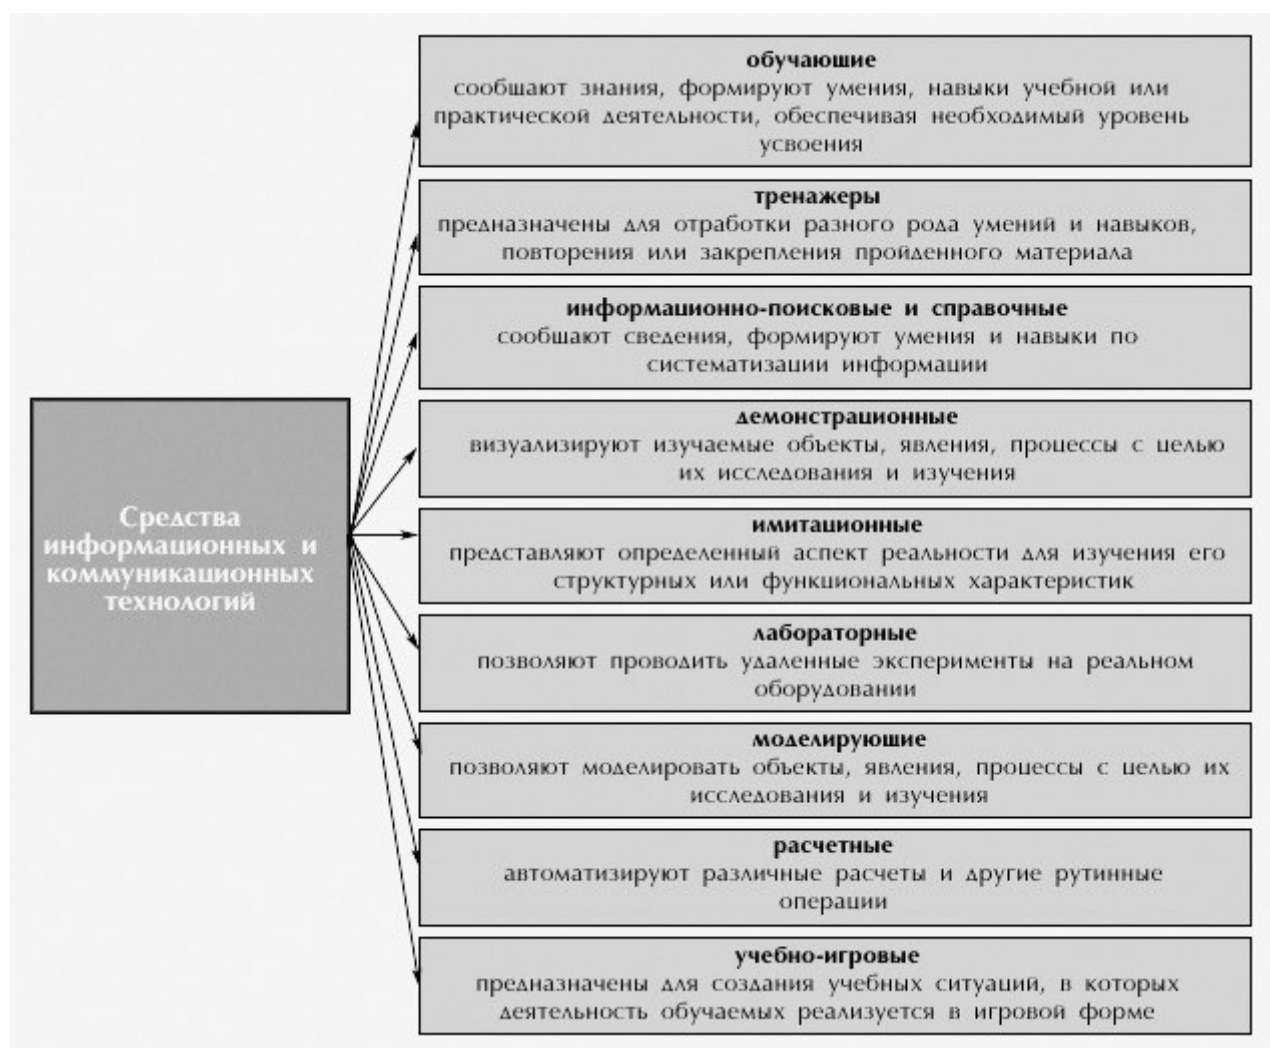 Средства
информационных и
коммуникационных
технологий
обучающие
сообщают знания, формируют умения, навыки учебной или
практической деятельности, обеспечивая необходимый уровень
усвоения
тренажеры
предназначены для отработки разного рода умений и навыков,
повторения или закрепления пройденного материала
информационно-поисковые и справочные
сообщают сведения, формируют умения и навыки по
систематизации информации
демонстрационные
визуализируют изучаемые объекты, явления, процессы с целью
их исследования и изучения
имитационные
представляют определенный аспект реальности для изучения его
структурных или функциональных характеристик
лабораторные
позволяют проводить удаленные эксперименты на реальном
оборудовании
моделирующие
позволяют моделировать объекты, явления, процессы с целью их
исследования и изучения
расчетные
автоматизируют различные расчеты и другие рутинные
операции
учебно-игровые
предназначены для создания учебных ситуаций, в которых
деятельность обучаемых реализуется в игровой форме